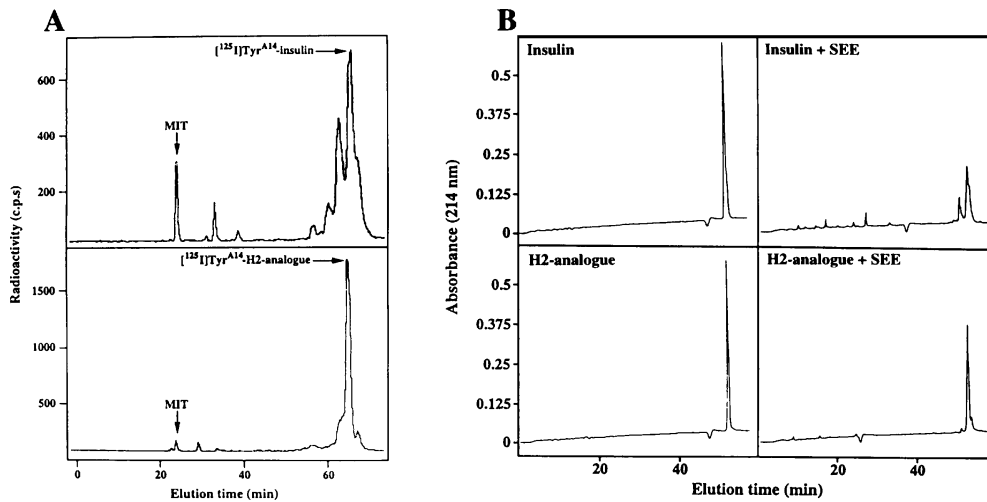 A
[¹²⁵I]Tyrᴬ¹⁴-insulin
MIT
600
400
200
[¹²⁵I]Tyrᴬ¹⁴-H2-analogue
MIT
1500
1000
500
0
20
40
60
Radioactivity (c.p.s)
Elution time (min)
B
Insulin
Insulin + SEE
0.5
0.375
0.25
0.125
0
H2-analogue
H2-analogue + SEE
0.5
0.375
0.25
0.125
0
20
40
20
40
60
Absorbance (214 nm)
Elution time (min)